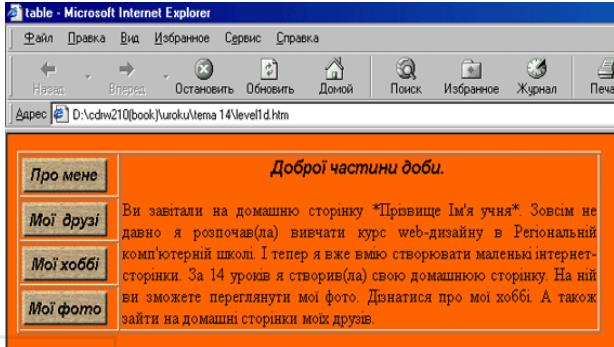 table - Microsoft Internet Explorer
Файл Правка Вид Избранное Сервис Справка
Назад Вперед Остановить Обновить Домой Поиск Избранное Журнал Печа
Адрес D:\cdrw210(book)\uroku\tema 14\level1d.htm
Про мене
Мої друзі
Мої хоббі
Мої фото
Доброї частини доби.
Ви завітали на домашню сторінку *Прізвище Ім'я учня*. Зовсім не
давно я розпочав(ла) вивчати курс web-дизайну в Регіональній
комп'ютерній школі. І тепер я вже вмію створювати маленькі інтернет-
сторінки. За 14 уроків я створив(ла) свою домашнюю сторінку. На ній
ви зможете переглянути мої фото. Дізнатися про мої хоббі. А також
зайти на домашні сторінки моїх друзів.